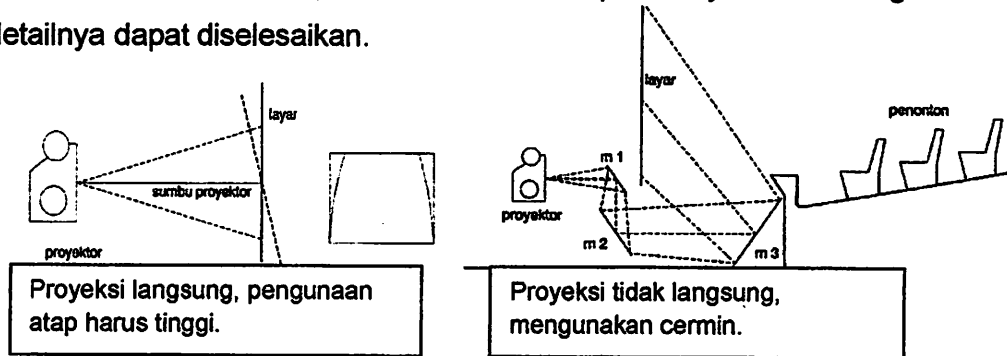 detailnya dapat diselesaikan.
layar
sumbu proyektor
proyektor
Proyeksi langsung, pengunaan
atap harus tinggi.
layar
penonton
m 1
proyektor
m 2
m 3
Proyeksi tidak langsung,
mengunakan cermin.